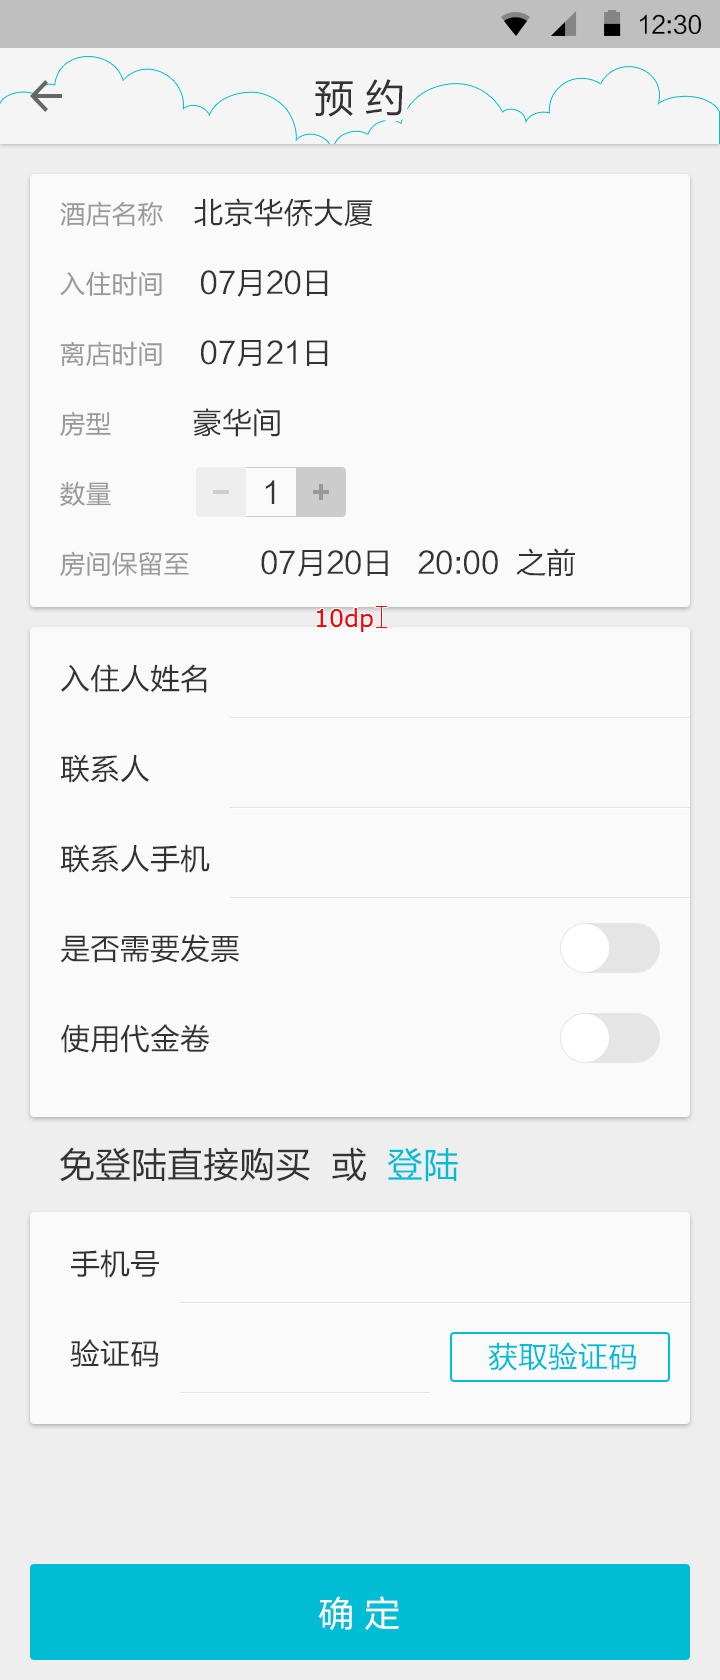 12:30
预约
酒店名称 北京华侨大厦
入住时间 07月20日
离店时间 07月21日
房型 豪华间
数量 − 1 +
房间保留至 07月20日 20:00 之前
10dp
入住人姓名
联系人
联系人手机
是否需要发票
使用代金卷
免登陆直接购买 或 登陆
手机号
验证码 获取验证码
确定